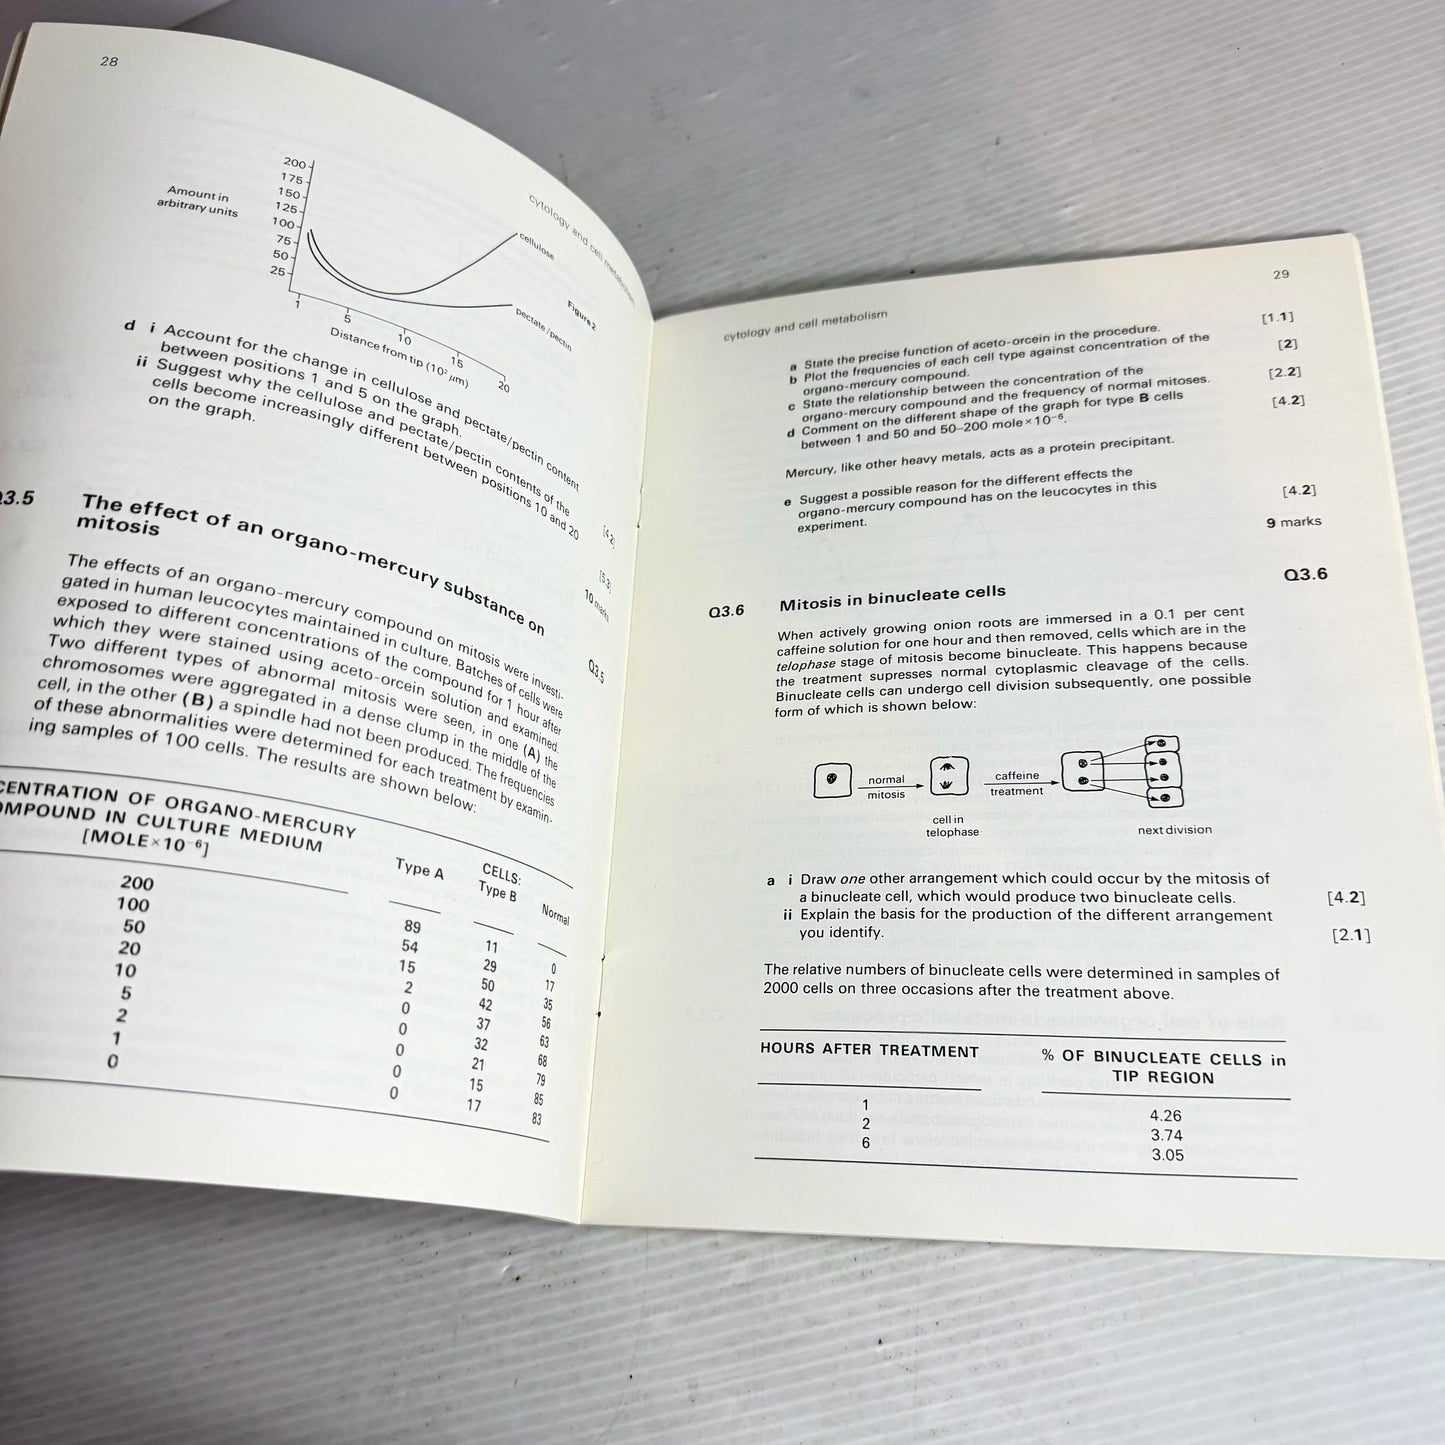 28
cytology and cell metabolism
Amount in
arbitrary units
200
175
150
125
100
75
50
25
cellulose
pectate/pectin
Figure 2
1
5
10
15
20
Distance from tip (10² μm)
d i Account for the change in cellulose and pectate/pectin content
between positions 1 and 5 on the graph.
[4.2]
ii Suggest why the cellulose and pectate/pectin contents of the
cells become increasingly different between positions 10 and 20
on the graph.
[5.3]
10 marks
Q3.5
The effect of an organo-mercury substance on
mitosis
Q3.5
The effects of an organo-mercury compound on mitosis were investi-
gated in human leucocytes maintained in culture. Batches of cells were
exposed to different concentrations of the compound for 1 hour after
which they were stained using aceto-orcein solution and examined.
Two different types of abnormal mitosis were seen, in one (A) the
chromosomes were aggregated in a dense clump in the middle of the
cell, in the other (B) a spindle had not been produced. The frequencies
of these abnormalities were determined for each treatment by examin-
ing samples of 100 cells. The results are shown below:
CENTRATION OF ORGANO-MERCURY
OMPOUND IN CULTURE MEDIUM
[MOLE×10⁻⁶]
CELLS:
Type A Type B Normal
200 89 11 0
100 54 29 17
50 15 50 35
20 2 42 56
10 0 37 63
5 0 32 68
2 0 21 79
1 0 15 85
0 0 17 83
29
cytology and cell metabolism
a State the precise function of aceto-orcein in the procedure. [1.1]
b Plot the frequencies of each cell type against concentration of the
organo-mercury compound. [2]
c State the relationship between the concentration of the
organo-mercury compound and the frequency of normal mitoses. [2.2]
d Comment on the different shape of the graph for type B cells
between 1 and 50 and 50–200 mole×10⁻⁶. [4.2]
Mercury, like other heavy metals, acts as a protein precipitant.
e Suggest a possible reason for the different effects the
organo-mercury compound has on the leucocytes in this
experiment. [4.2]
9 marks
Q3.6
Mitosis in binucleate cells
Q3.6
When actively growing onion roots are immersed in a 0.1 per cent
caffeine solution for one hour and then removed, cells which are in the
telophase stage of mitosis become binucleate. This happens because
the treatment supresses normal cytoplasmic cleavage of the cells.
Binucleate cells can undergo cell division subsequently, one possible
form of which is shown below:
normal
mitosis
cell in
telophase
caffeine
treatment
next division
a i Draw one other arrangement which could occur by the mitosis of
a binucleate cell, which would produce two binucleate cells. [4.2]
ii Explain the basis for the production of the different arrangement
you identify. [2.1]
The relative numbers of binucleate cells were determined in samples of
2000 cells on three occasions after the treatment above.
HOURS AFTER TREATMENT
% OF BINUCLEATE CELLS in
TIP REGION
1 4.26
2 3.74
6 3.05